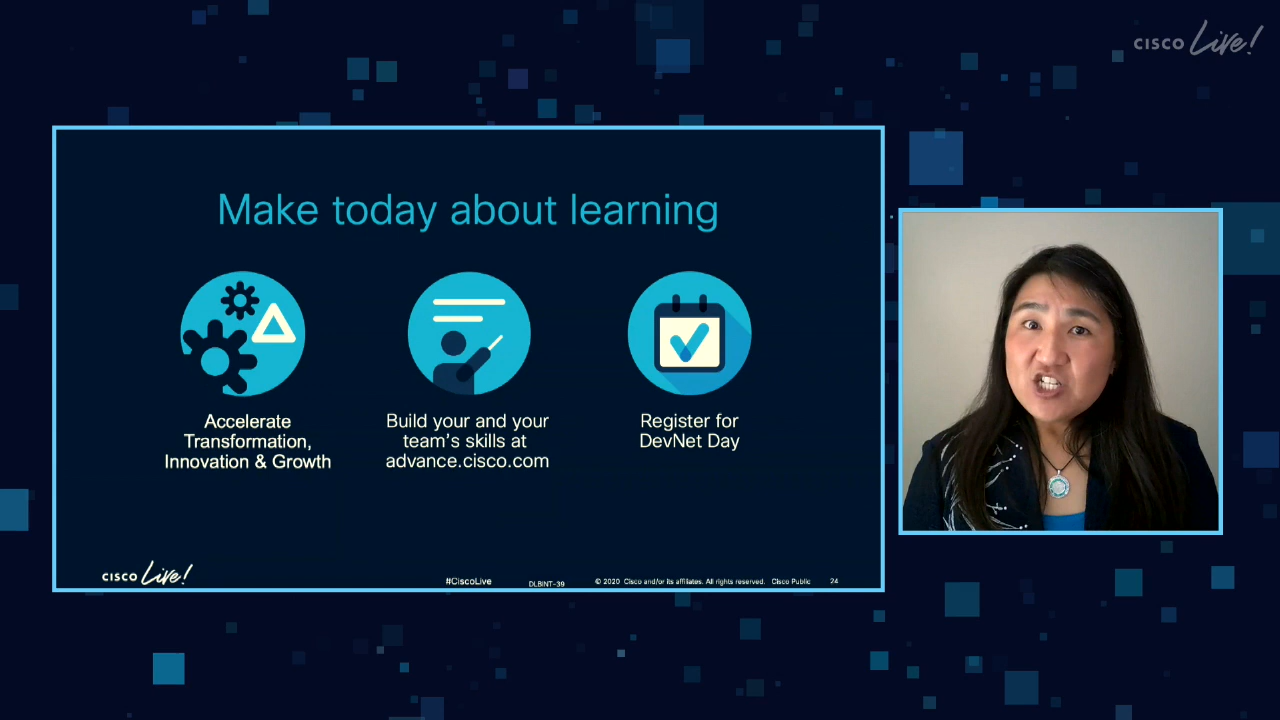 CISCO Live!
Make today about learning
Accelerate
Transformation,
Innovation & Growth
Build your and your
team's skills at
advance.cisco.com
Register for
DevNet Day
CISCO Live!
#CiscoLive
DLBINT-39
© 2020 Cisco and/or its affiliates. All rights reserved. Cisco Public
24